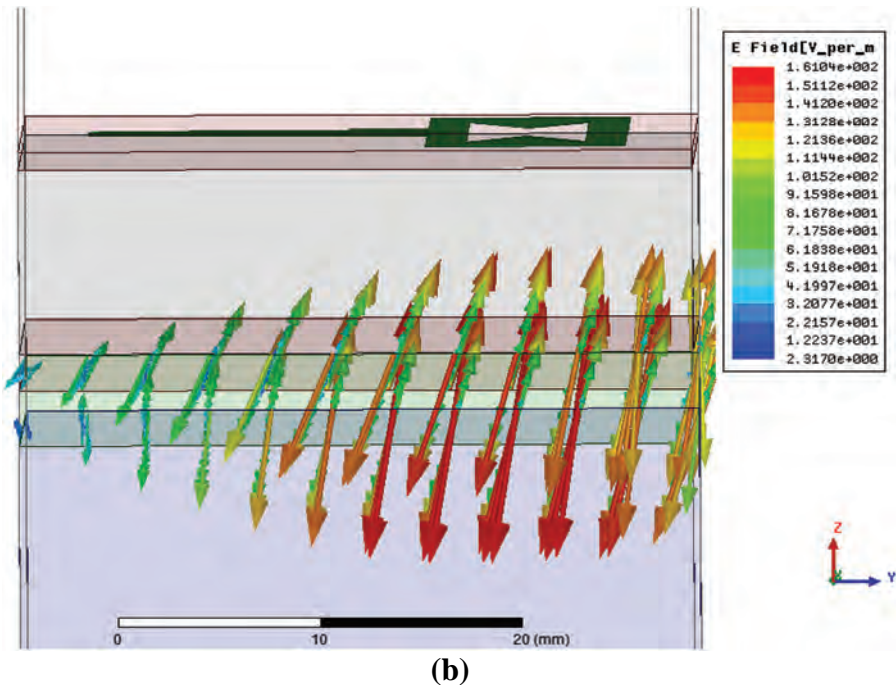 E Field[V_per_m
1.6104e+002
1.5112e+002
1.4120e+002
1.3128e+002
1.2136e+002
1.1144e+002
1.0152e+002
9.1598e+001
8.1678e+001
7.1758e+001
6.1838e+001
5.1918e+001
4.1997e+001
3.2077e+001
2.2157e+001
1.2237e+001
2.3170e+000
Z
Y
0 10 20 (mm)
(b)